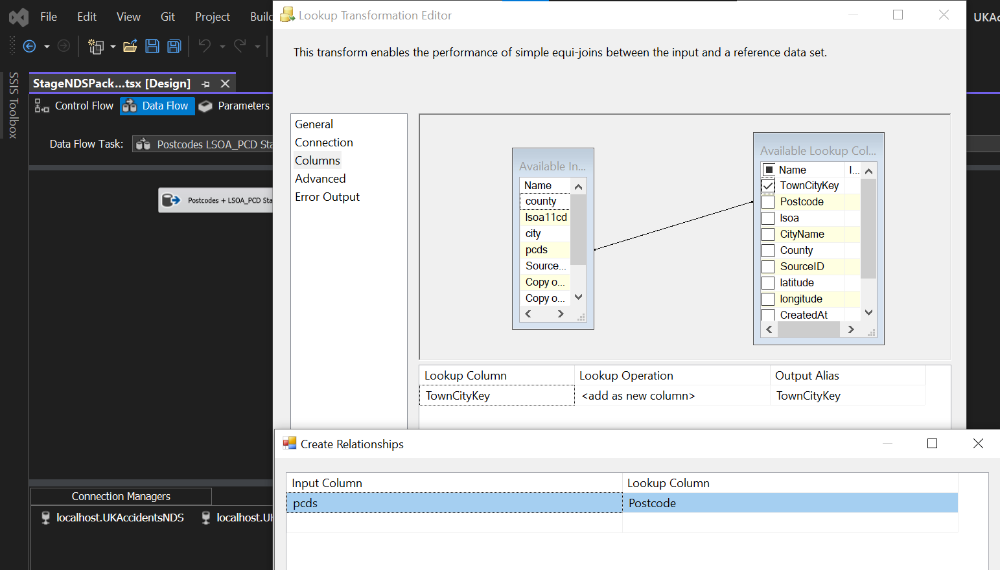 File Edit View Git Project Build
Lookup Transformation Editor
UKAc
This transform enables the performance of simple equi-joins between the input and a reference data set.
SSIS Toolbox
StageNDSPack...tsx [Design]
Control Flow Data Flow Parameters
Data Flow Task: Postcodes LSOA_PCD Sta
Postcodes + LSOA_PCD Sta
General
Connection
Columns
Advanced
Error Output
Available In...
Name
county
lsoa11cd
city
pcds
Source...
Copy o...
Copy o...
Available Lookup Col...
Name I...
TownCityKey
Postcode
lsoa
CityName
County
SourceID
latitude
longitude
CreatedAt
Lookup Column Lookup Operation Output Alias
TownCityKey <add as new column> TownCityKey
Create Relationships
Input Column Lookup Column
pcds Postcode
Connection Managers
localhost.UKAccidentsNDS localhost.UK